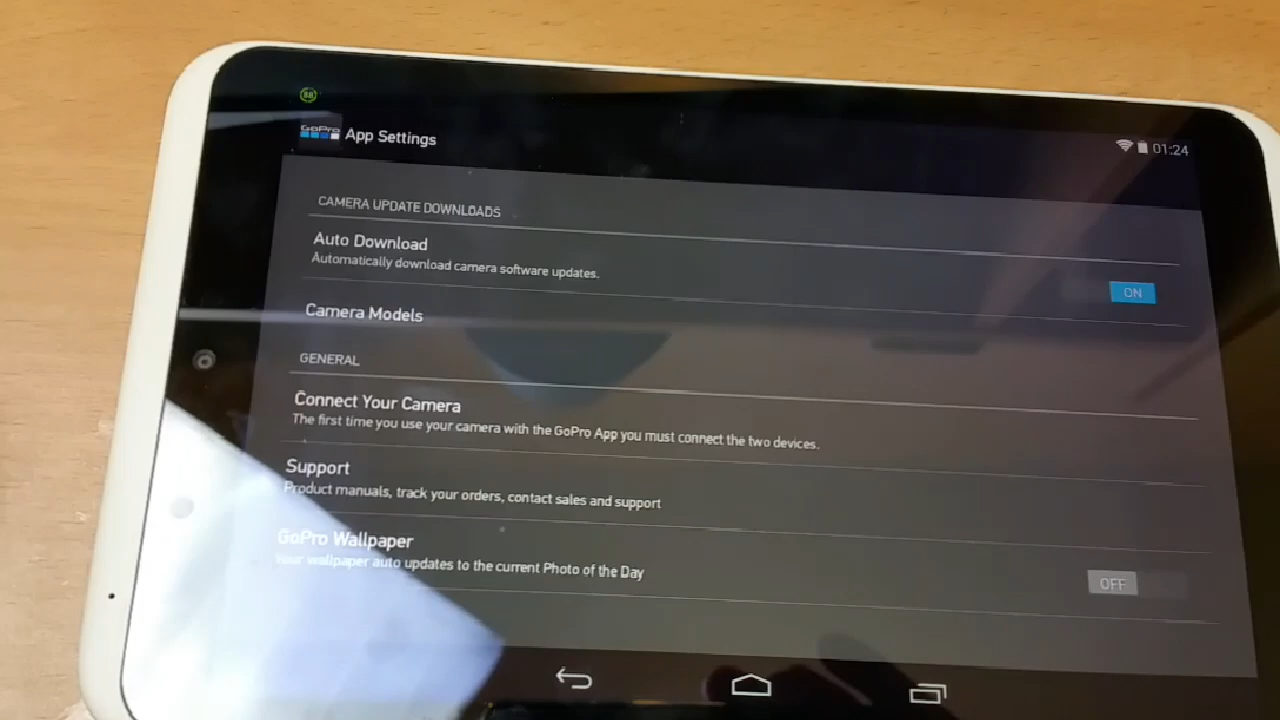 58
GoPro App Settings
01:24
CAMERA UPDATE DOWNLOADS
Auto Download
Automatically download camera software updates.
ON
Camera Models
GENERAL
Connect Your Camera
The first time you use your camera with the GoPro App you must connect the two devices.
Support
Product manuals, track your orders, contact sales and support
GoPro Wallpaper
Your wallpaper auto updates to the current Photo of the Day
OFF